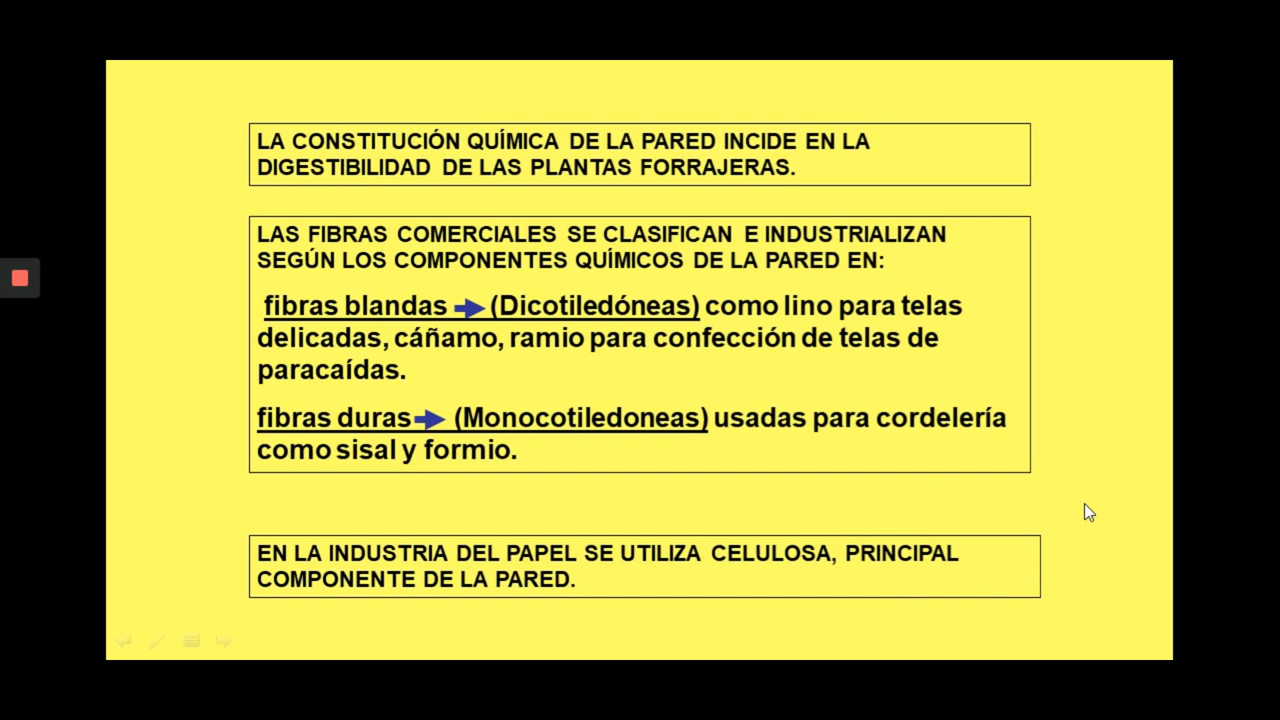 LA CONSTITUCIÓN QUÍMICA DE LA PARED INCIDE EN LA
DIGESTIBILIDAD DE LAS PLANTAS FORRAJERAS.
LAS FIBRAS COMERCIALES SE CLASIFICAN E INDUSTRIALIZAN
SEGÚN LOS COMPONENTES QUÍMICOS DE LA PARED EN:
fibras blandas (Dicotiledóneas) como lino para telas
delicadas, cáñamo, ramio para confección de telas de
paracaídas.
fibras duras (Monocotiledoneas) usadas para cordelería
como sisal y formio.
EN LA INDUSTRIA DEL PAPEL SE UTILIZA CELULOSA, PRINCIPAL
COMPONENTE DE LA PARED.